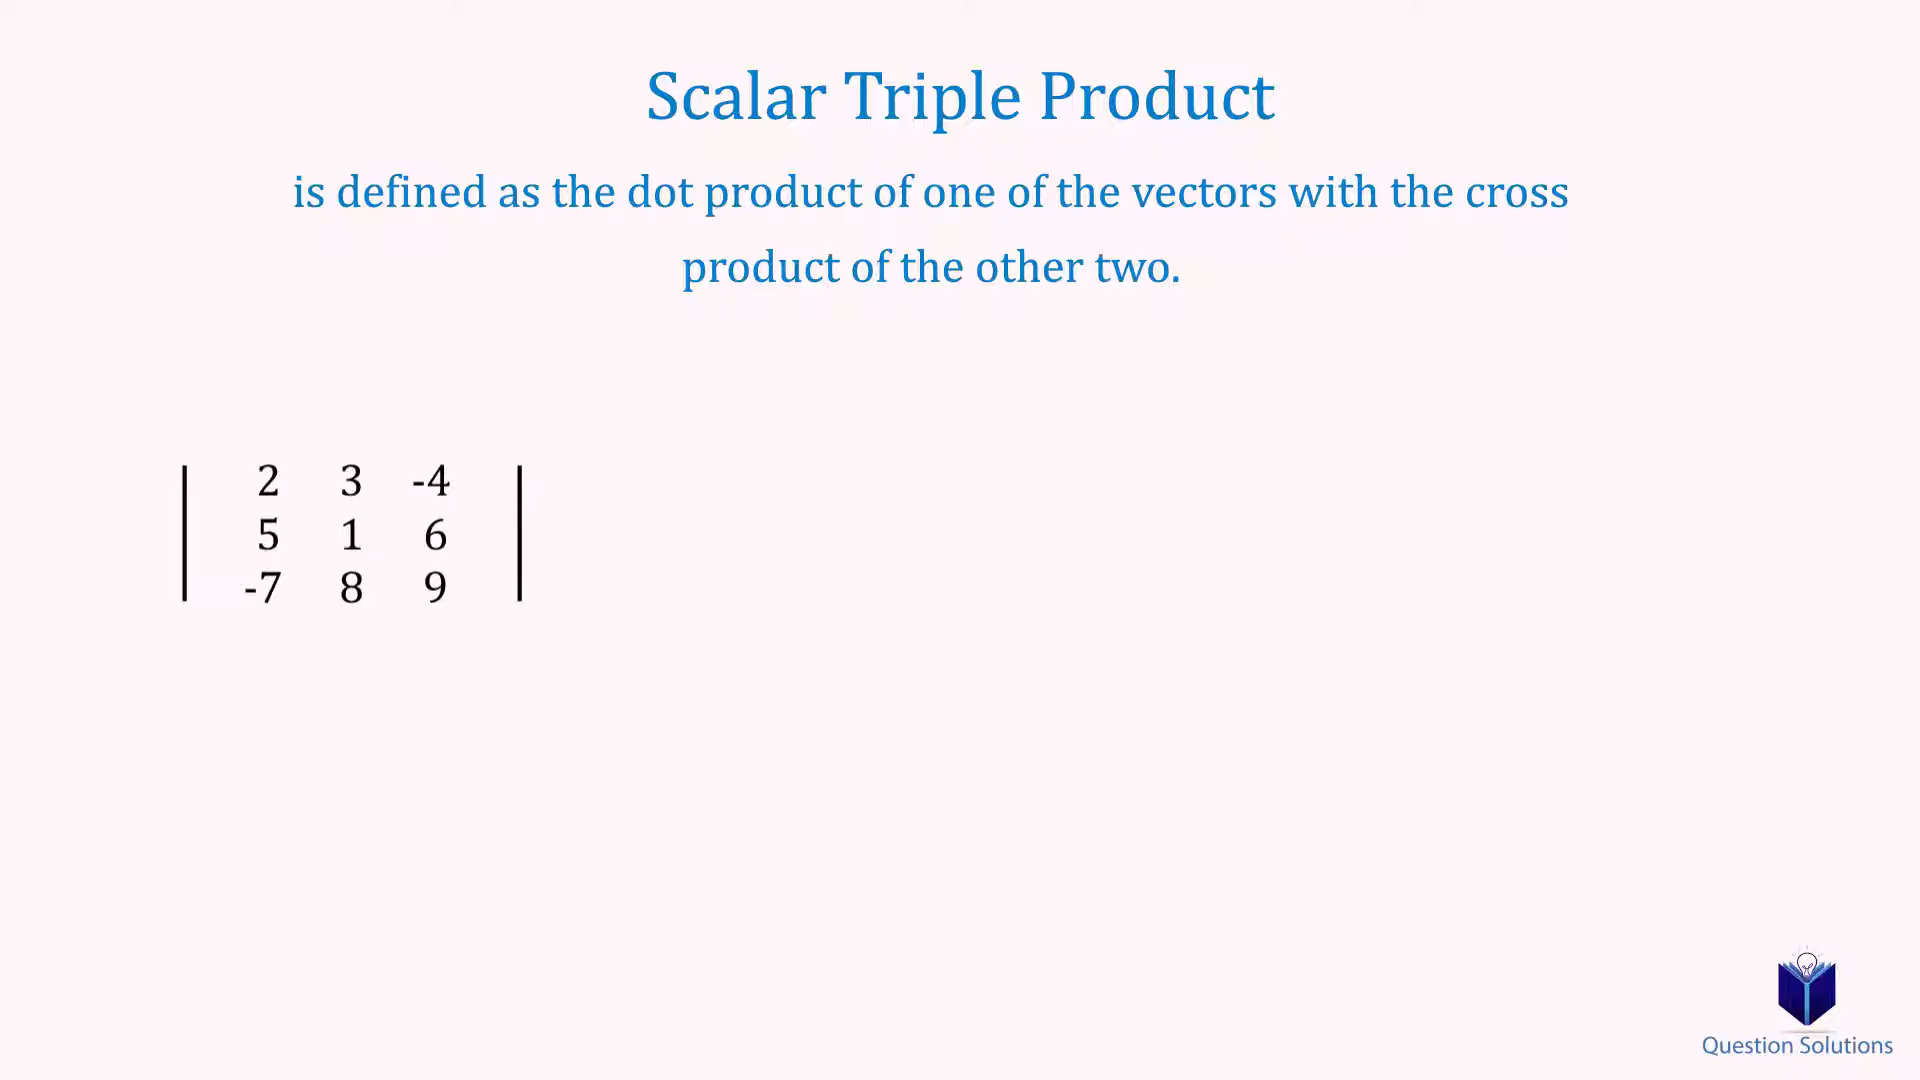 Scalar Triple Product
is defined as the dot product of one of the vectors with the cross
product of the other two.
2 3 -4
5 1 6
-7 8 9
Question Solutions